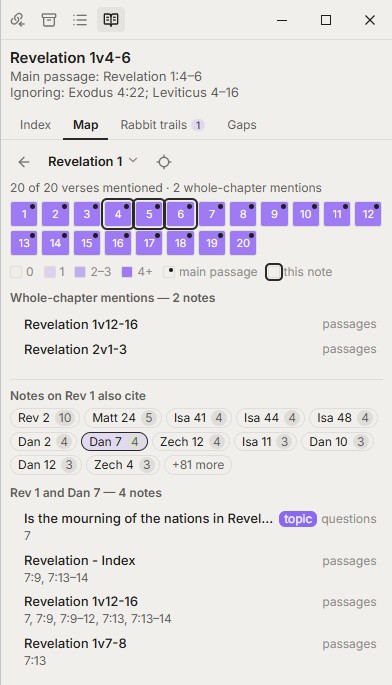 Revelation 1v4-6
Main passage: Revelation 1:4–6
Ignoring: Exodus 4:22; Leviticus 4–16
Index Map Rabbit trails 1 Gaps
Revelation 1
20 of 20 verses mentioned · 2 whole-chapter mentions
1 2 3 4 5 6 7 8 9 10 11 12
13 14 15 16 17 18 19 20
0 1 2–3 4+ main passage this note
Whole-chapter mentions — 2 notes
Revelation 1v12-16 passages
Revelation 2v1-3 passages
Notes on Rev 1 also cite
Rev 2 10 Matt 24 5 Isa 41 4 Isa 44 4 Isa 48 4
Dan 2 4 Dan 7 4 Zech 12 4 Isa 11 3 Dan 10 3
Dan 12 3 Zech 4 3 +81 more
Rev 1 and Dan 7 — 4 notes
Is the mourning of the nations in Revel... topic questions
7
Revelation - Index passages
7:9, 7:13–14
Revelation 1v12-16 passages
7, 7:9, 7:9–12, 7:13, 7:13–14
Revelation 1v7-8 passages
7:13